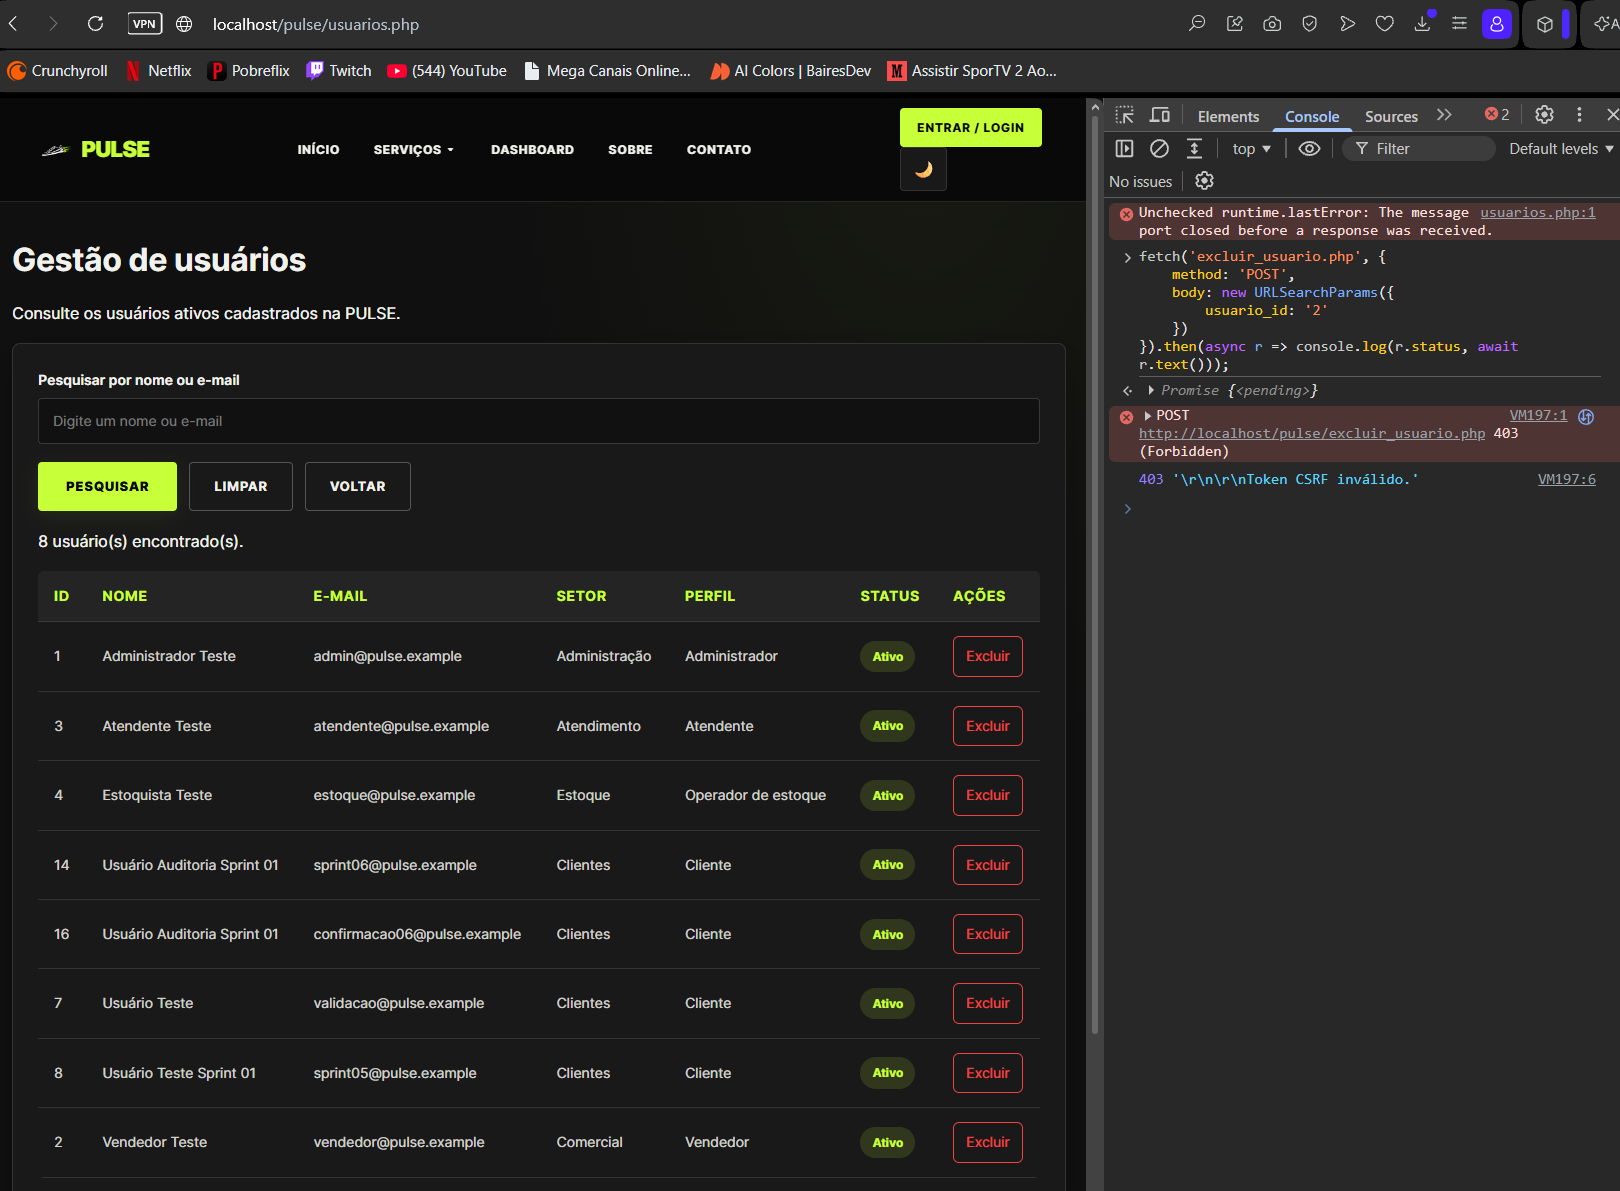 VPN
localhost/pulse/usuarios.php
Crunchyroll
Netflix
Pobreflix
Twitch
(544) YouTube
Mega Canais Online...
AI Colors | BairesDev
Assistir SporTV 2 Ao...
PULSE
INÍCIO
SERVIÇOS
DASHBOARD
SOBRE
CONTATO
ENTRAR / LOGIN
Gestão de usuários
Consulte os usuários ativos cadastrados na PULSE.
Pesquisar por nome ou e-mail
Digite um nome ou e-mail
PESQUISAR
LIMPAR
VOLTAR
8 usuário(s) encontrado(s).
ID NOME E-MAIL SETOR PERFIL STATUS AÇÕES
1 Administrador Teste admin@pulse.example Administração Administrador Ativo Excluir
3 Atendente Teste atendente@pulse.example Atendimento Atendente Ativo Excluir
4 Estoquista Teste estoque@pulse.example Estoque Operador de estoque Ativo Excluir
14 Usuário Auditoria Sprint 01 sprint06@pulse.example Clientes Cliente Ativo Excluir
16 Usuário Auditoria Sprint 01 confirmacao06@pulse.example Clientes Cliente Ativo Excluir
7 Usuário Teste validacao@pulse.example Clientes Cliente Ativo Excluir
8 Usuário Teste Sprint 01 sprint05@pulse.example Clientes Cliente Ativo Excluir
2 Vendedor Teste vendedor@pulse.example Comercial Vendedor Ativo Excluir
Elements Console Sources 2
top Filter Default levels
No issues
Unchecked runtime.lastError: The message usuarios.php:1
port closed before a response was received.
fetch('excluir_usuario.php', {
method: 'POST',
body: new URLSearchParams({
usuario_id: '2'
})
}).then(async r => console.log(r.status, await
r.text()));
Promise {<pending>}
POST VM197:1
http://localhost/pulse/excluir_usuario.php 403
(Forbidden)
403 '\r\n\r\nToken CSRF inválido.' VM197:6